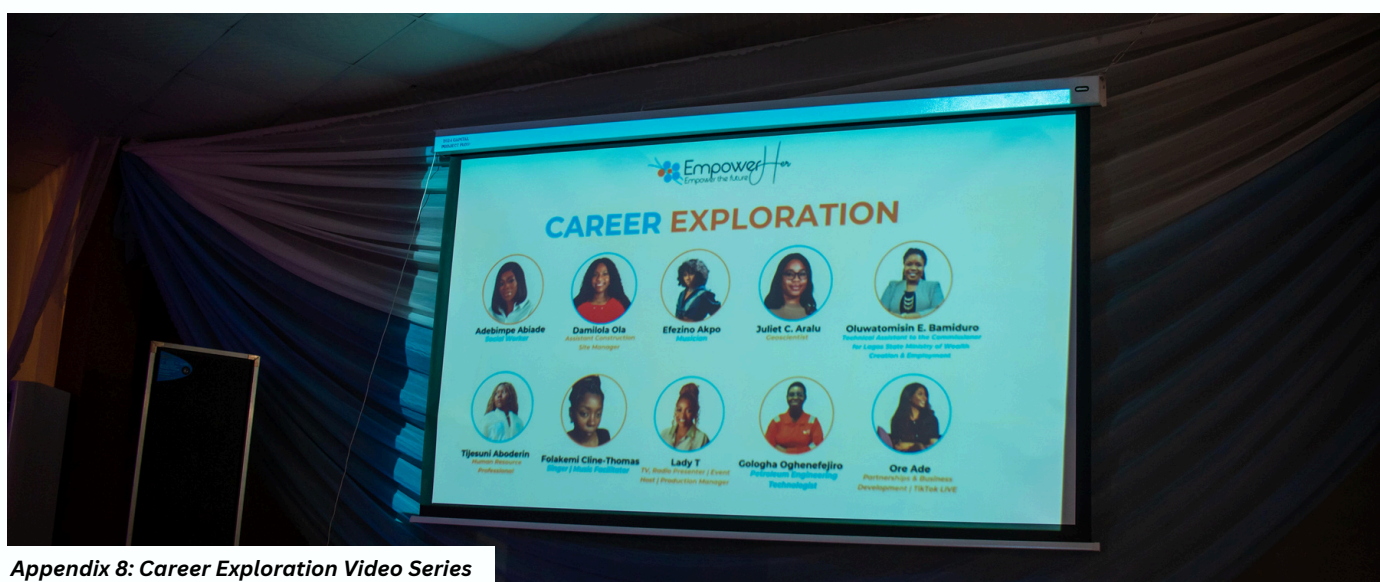 EmpowerHer
Empower the future
CAREER EXPLORATION
Adebimpe Abiade
Social Worker
Damilola Ola
Assistant Construction
Site Manager
Efezino Akpo
Musician
Juliet C. Aralu
Geoscientist
Oluwatomisin E. Bamiduro
Technical Assistant to the Commissioner
for Lagos State Ministry of Wealth
Creation & Employment
Tijesuni Aboderin
Human Resource
Professional
Folakemi Cline-Thomas
Singer | Music Facilitator
Lady T
TV, Radio Presenter | Event
Host | Production Manager
Gologha Oghenefejiro
Petroleum Engineering
Technologist
Ore Ade
Partnerships & Business
Development | TikTok LIVE
Appendix 8: Career Exploration Video Series